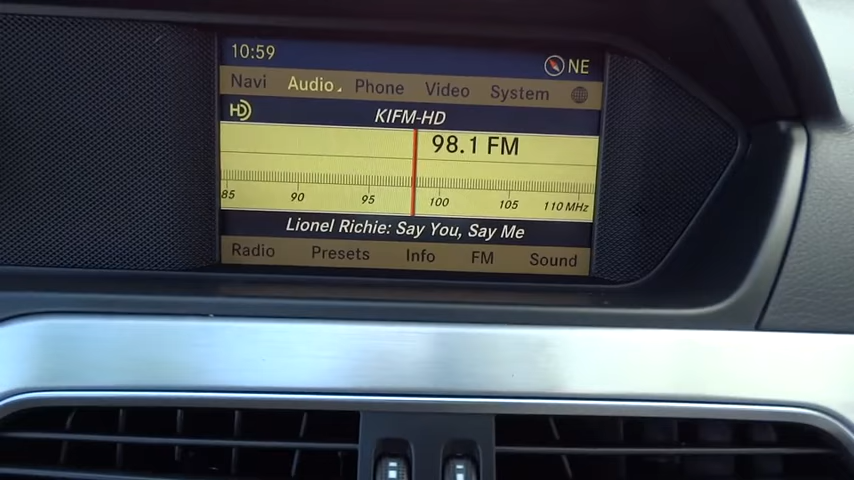 10:59 NE
Navi Audio Phone Video System
HD KIFM-HD
98.1 FM
85 90 95 100 105 110 MHz
Lionel Richie: Say You, Say Me
Radio Presets Info FM Sound